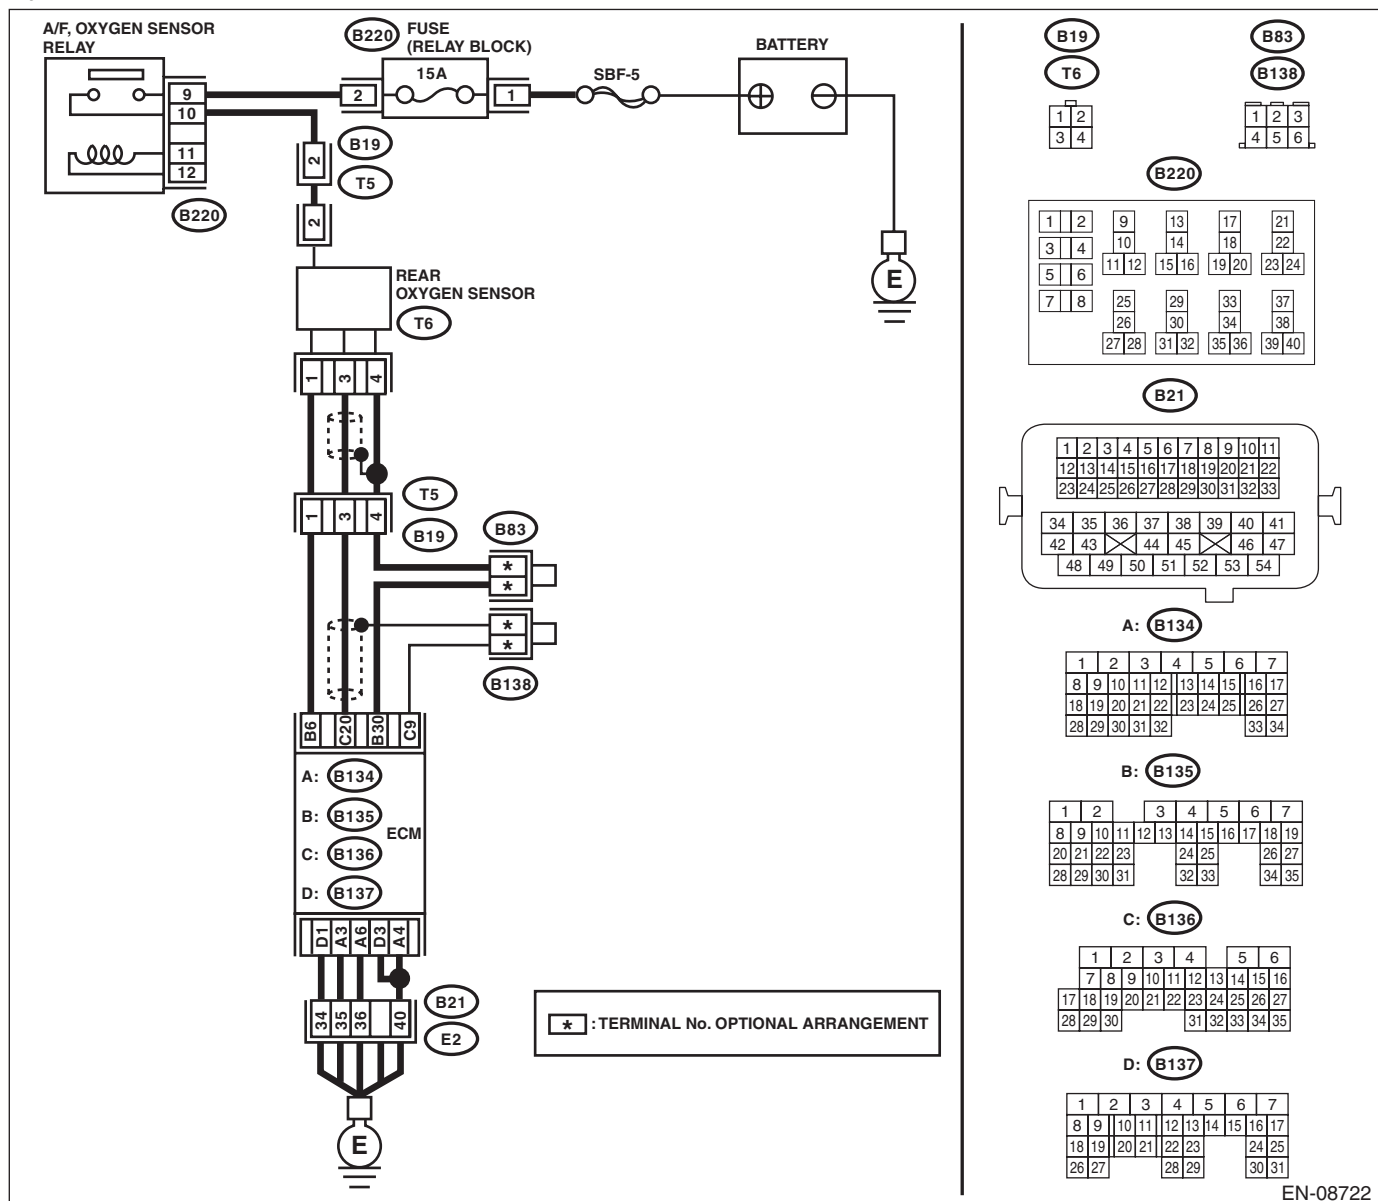 A/F, OXYGEN SENSOR
RELAY
B220
FUSE
(RELAY BLOCK)
15A
SBF-5
BATTERY
9
10
11
12
2
1
B220
2
B19
T5
2
REAR
OXYGEN SENSOR
T6
E
1 3 4
T5
B19
1 3 4
B83
*
*
*
*
B138
B6 C20 B30 C9
A: B134
B: B135
C: B136
D: B137
ECM
D1 A3 A6 D3 A4
B21
E2
34 35 36 40
E
* : TERMINAL No. OPTIONAL ARRANGEMENT
B19
T6
1 2
3 4
B83
B138
1 2 3
4 5 6
B220
1 2 9 13 17 21
3 4 10 14 18 22
5 6 11 12 15 16 19 20 23 24
7 8 25 29 33 37
26 30 34 38
27 28 31 32 35 36 39 40
B21
1 2 3 4 5 6 7 8 9 10 11
12 13 14 15 16 17 18 19 20 21 22
23 24 25 26 27 28 29 30 31 32 33
34 35 36 37 38 39 40 41
42 43 44 45 46 47
48 49 50 51 52 53 54
A: B134
1 2 3 4 5 6 7
8 9 10 11 12 13 14 15 16 17
18 19 20 21 22 23 24 25 26 27
28 29 30 31 32 33 34
B: B135
1 2 3 4 5 6 7
8 9 10 11 12 13 14 15 16 17 18 19
20 21 22 23 24 25 26 27
28 29 30 31 32 33 34 35
C: B136
1 2 3 4 5 6
7 8 9 10 11 12 13 14 15 16
17 18 19 20 21 22 23 24 25 26 27
28 29 30 31 32 33 34 35
D: B137
1 2 3 4 5 6 7
8 9 10 11 12 13 14 15 16 17
18 19 20 21 22 23 24 25
26 27 28 29 30 31
EN-08722